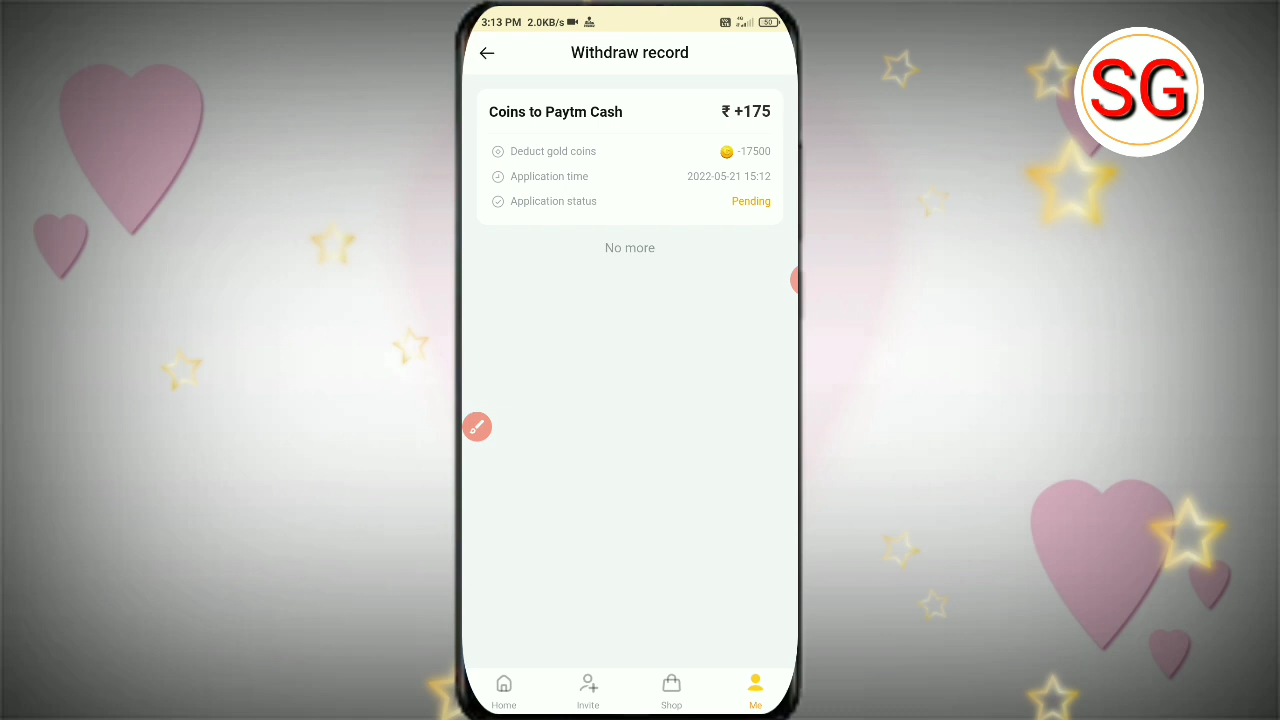 3:13 PM 2.0KB/s 50
Withdraw record
SG
Coins to Paytm Cash ₹ +175
Deduct gold coins -17500
Application time 2022-05-21 15:12
Application status Pending
No more
Home Invite Shop Me